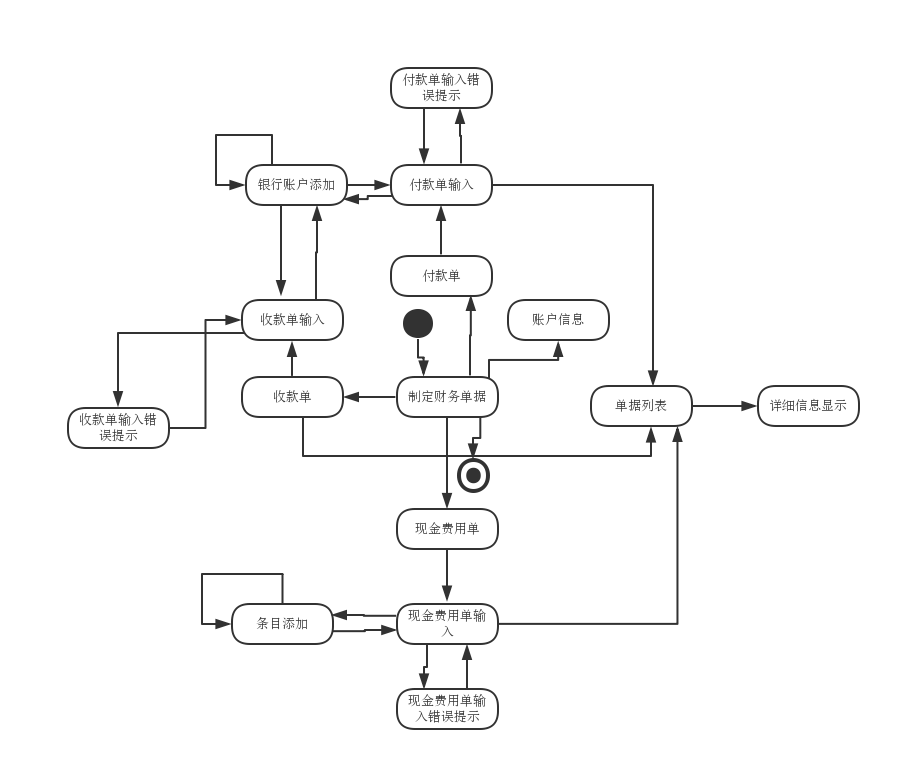 付款单输入错
误提示
银行账户添加
付款单输入
付款单
收款单输入
账户信息
收款单
制定财务单据
单据列表
详细信息显示
收款单输入错
误提示
现金费用单
条目添加
现金费用单输
入
现金费用单输
入错误提示